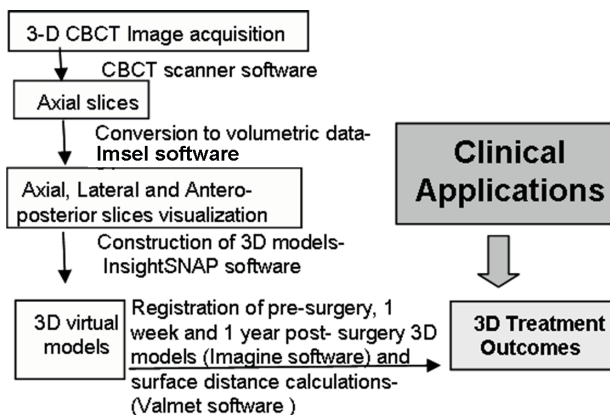 3-D CBCT Image acquisition
CBCT scanner software
Axial slices
Conversion to volumetric data-
Imsel software
Axial, Lateral and Antero-
posterior slices visualization
Construction of 3D models-
InsightSNAP software
3D virtual
models
Registration of pre-surgery, 1
week and 1 year post- surgery 3D
models (Imagine software) and
surface distance calculations-
(Valmet software )
Clinical
Applications
3D Treatment
Outcomes